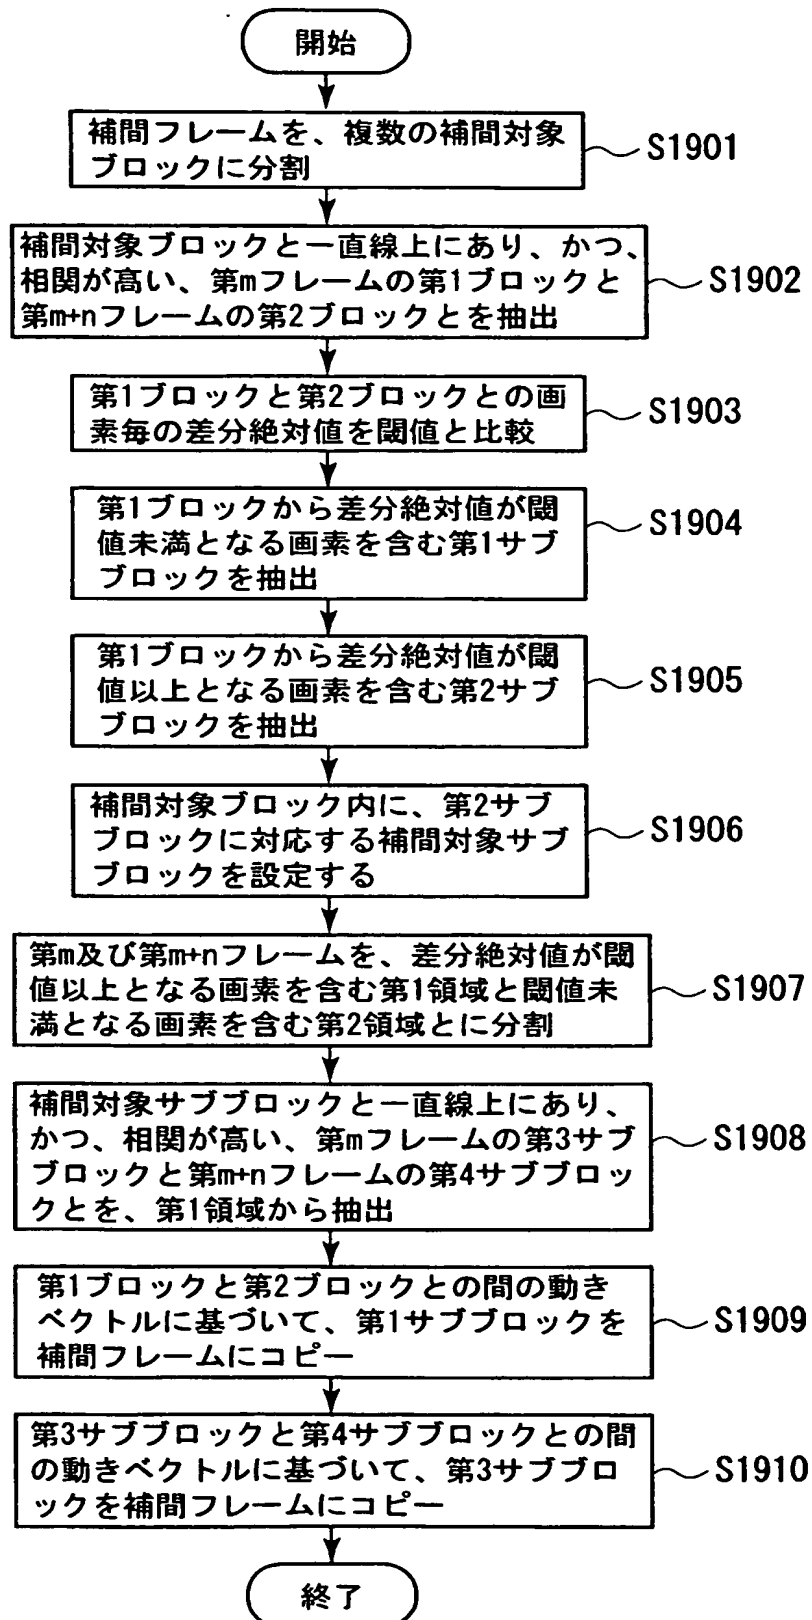 開始
補間フレームを、複数の補間対象
ブロックに分割
S1901
補間対象ブロックと一直線上にあり、かつ、
相関が高い、第mフレームの第1ブロックと
第m+nフレームの第2ブロックとを抽出
S1902
第1ブロックと第2ブロックとの画
素毎の差分絶対値を閾値と比較
S1903
第1ブロックから差分絶対値が閾
値未満となる画素を含む第1サブ
ブロックを抽出
S1904
第1ブロックから差分絶対値が閾
値以上となる画素を含む第2サブ
ブロックを抽出
S1905
補間対象ブロック内に、第2サブ
ブロックに対応する補間対象サブ
ブロックを設定する
S1906
第m及び第m+nフレームを、差分絶対値が閾
値以上となる画素を含む第1領域と閾値未
満となる画素を含む第2領域とに分割
S1907
補間対象サブブロックと一直線上にあり、
かつ、相関が高い、第mフレームの第3サブ
ブロックと第m+nフレームの第4サブブロッ
クとを、第1領域から抽出
S1908
第1ブロックと第2ブロックとの間の動き
ベクトルに基づいて、第1サブブロックを
補間フレームにコピー
S1909
第3サブブロックと第4サブブロックとの間
の動きベクトルに基づいて、第3サブブロ
ックを補間フレームにコピー
S1910
終了